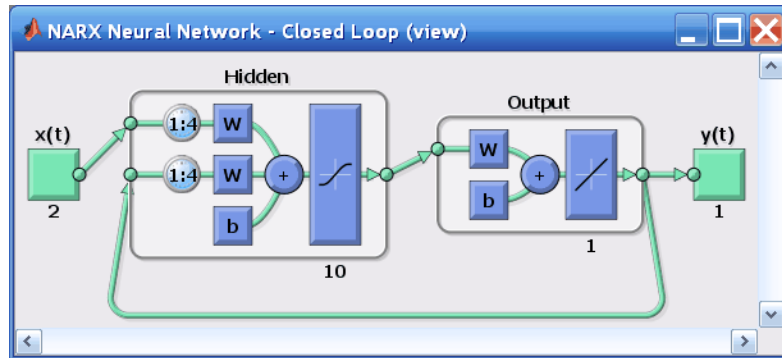 NARX Neural Network - Closed Loop (view)
Hidden
Output
x(t)
2
1:4
W
1:4
W
b
+
10
W
b
+
1
y(t)
1